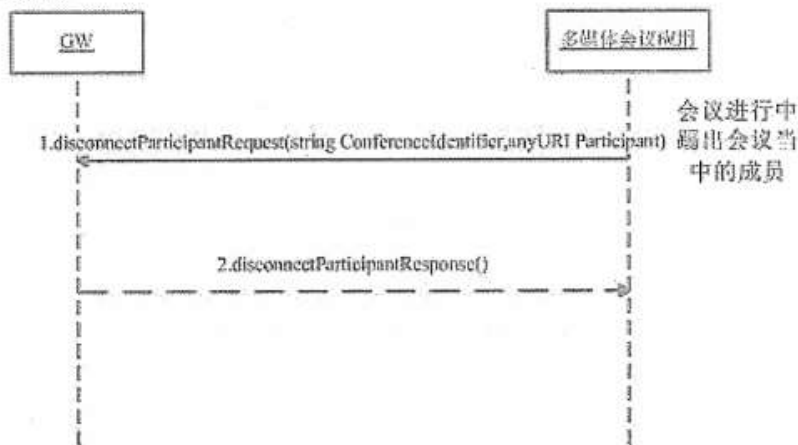 GW
多媒体会议应用
1.disconnectParticipantRequest(string ConferenceIdentifier,anyURI Participant)
会议进行中
踢出会议当
中的成员
2.disconnectParticipantResponse()